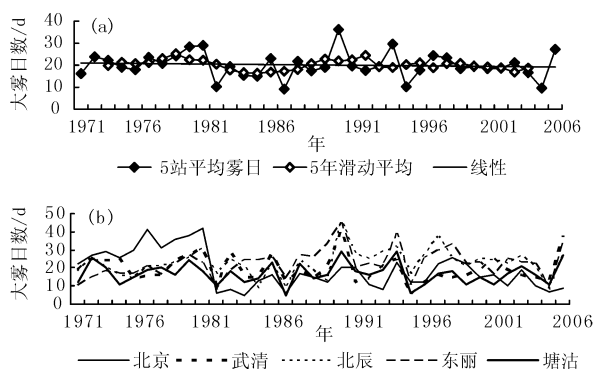 (a)
大雾日数/d
40
30
20
10
0
1971 1976 1981 1986 1991 1996 2001 2006
年
5站平均雾日 5年滑动平均 线性
(b)
大雾日数/d
50
40
30
20
10
0
1971 1976 1981 1986 1991 1995 2001 2006
年
北京 武清 北辰 东丽 塘沽